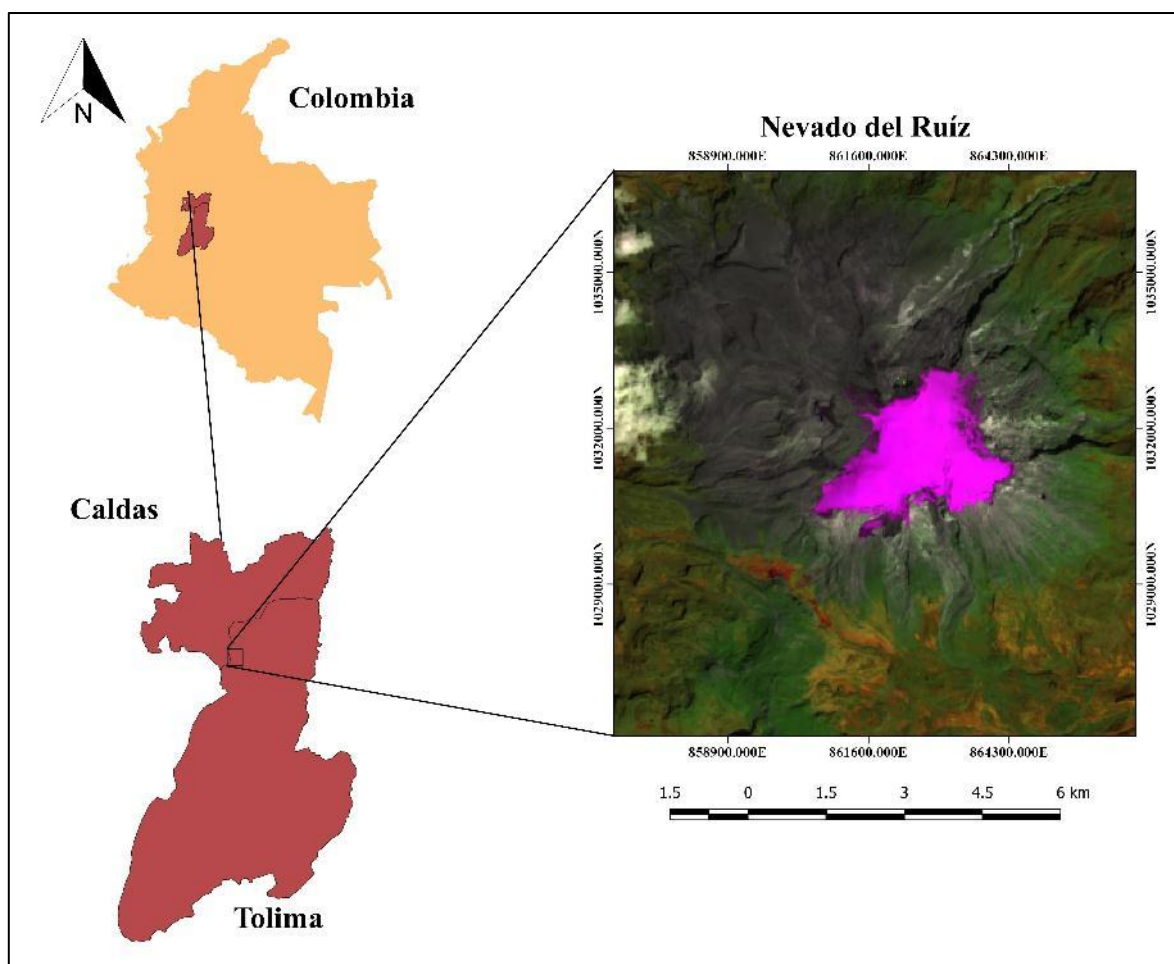 N
Colombia
Caldas
Tolima
Nevado del Ruíz
858900.000E 861600.000E 864300.000E
1035000.000N 1035000.000N
1032000.000N 1032000.000N
1029000.000N 1029000.000N
858900.000E 861600.000E 864300.000E
1.5 0 1.5 3 4.5 6 km